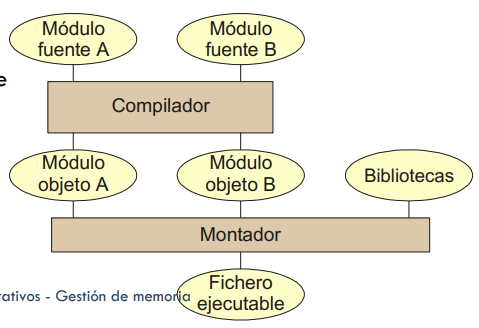 Módulo
fuente A
Módulo
fuente B
e
Compilador
Módulo
objeto A
Módulo
objeto B
Bibliotecas
Montador
Fichero
ejecutable
rativos - Gestión de memoria